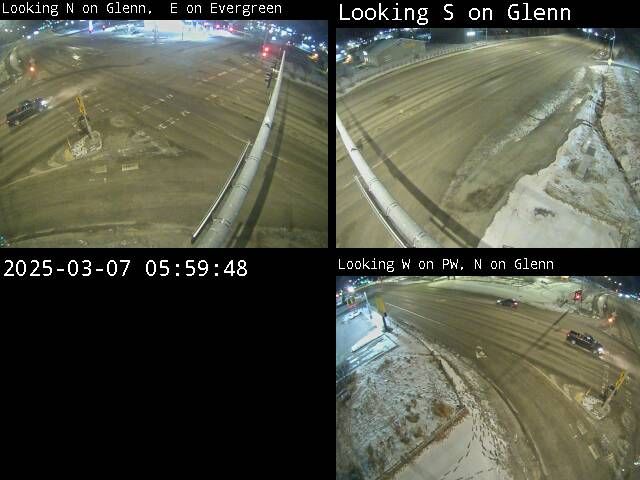 Looking N on Glenn,  E on Evergreen
Looking S on Glenn
2025-03-07 05:59:48
Looking W on PW, N on Glenn